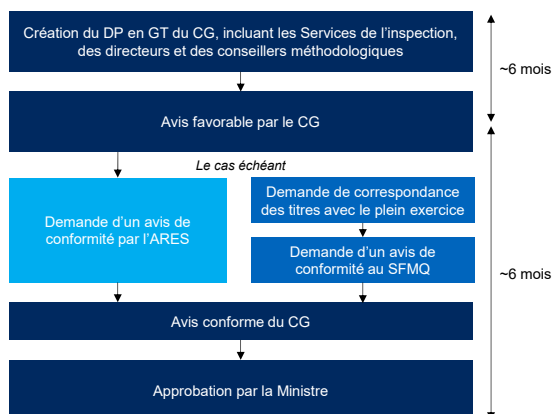 Création du DP en GT du CG, incluant les Services de l'inspection,
des directeurs et des conseillers méthodologiques
~6 mois
Avis favorable par le CG
Le cas échéant
Demande d'un avis de
conformité par l'ARES
Demande de correspondance
des titres avec le plein exercice
Demande d'un avis de
conformité au SFMQ
~6 mois
Avis conforme du CG
Approbation par la Ministre